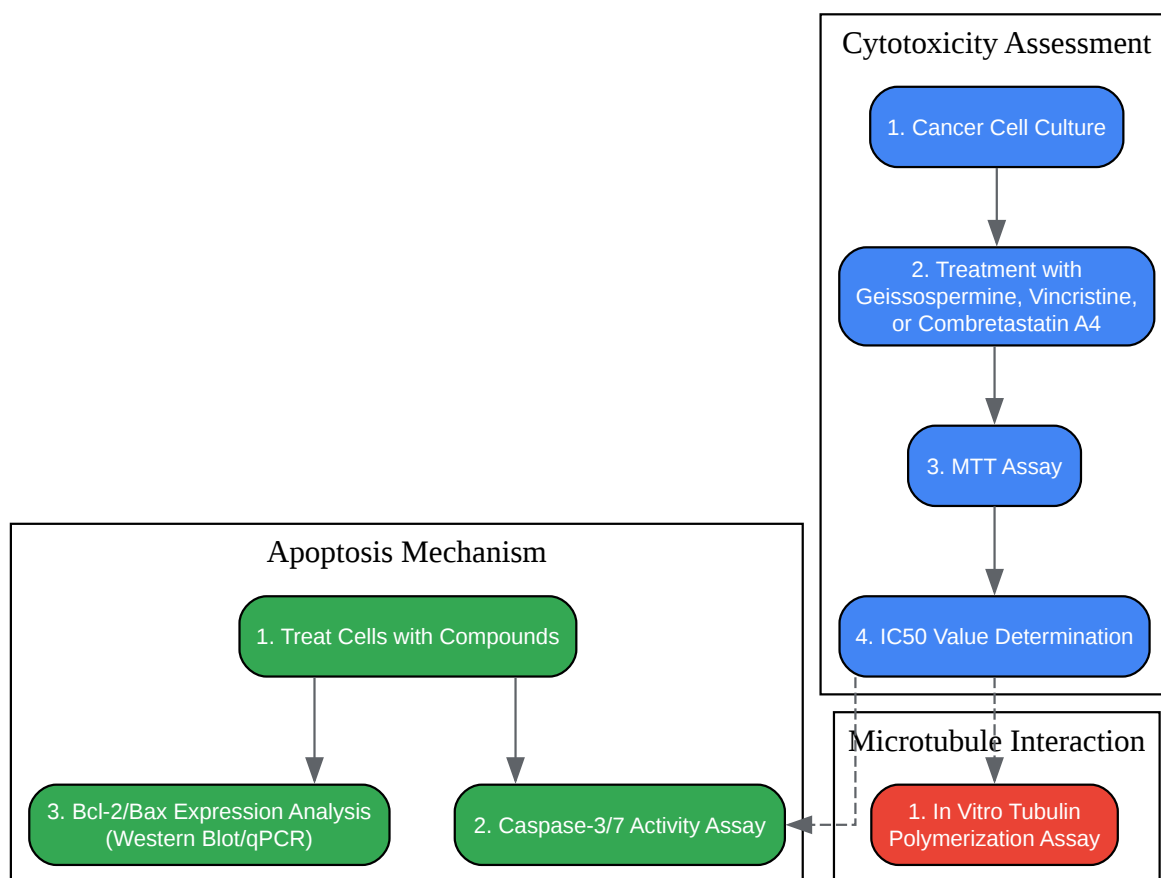 Cytotoxicity Assessment
1. Cancer Cell Culture
2. Treatment with
Geissospermine, Vincristine,
or Combretastatin A4
3. MTT Assay
4. IC50 Value Determination
Apoptosis Mechanism
1. Treat Cells with Compounds
3. Bcl-2/Bax Expression Analysis
(Western Blot/qPCR)
2. Caspase-3/7 Activity Assay
Microtubule Interaction
1. In Vitro Tubulin
Polymerization Assay